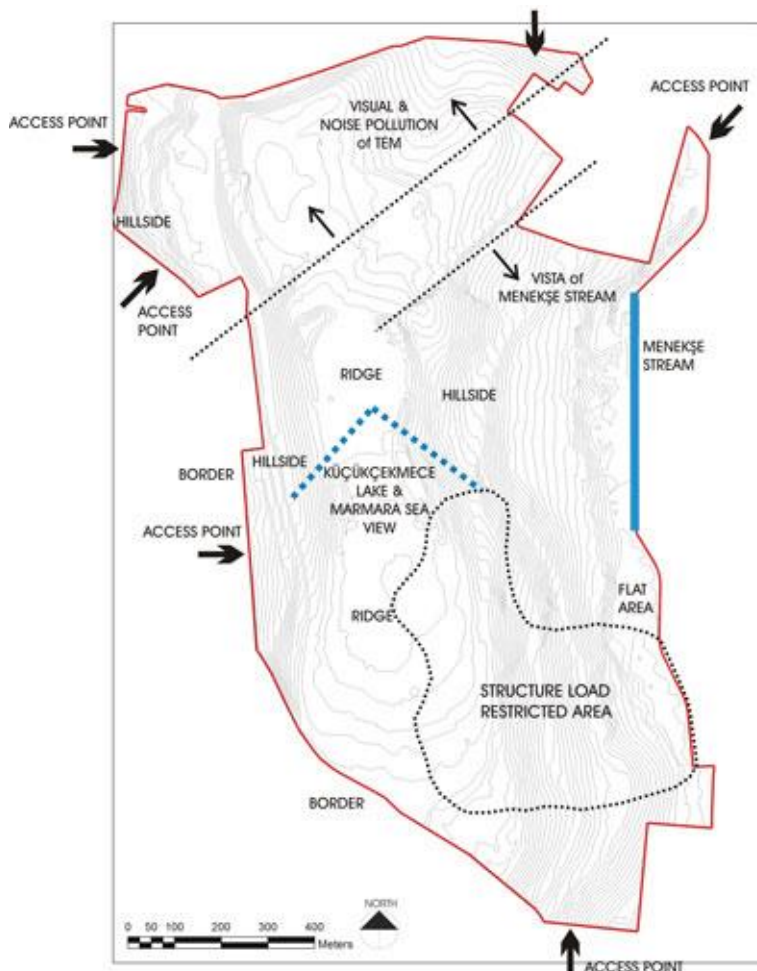 ACCESS POINT
VISUAL &
NOISE POLLUTION
of TEM
ACCESS POINT
HILLSIDE
ACCESS
POINT
VISTA of
MENEKŞE STREAM
RIDGE
HILLSIDE
MENEKŞE
STREAM
BORDER
HILLSIDE
KÜÇÜKÇEKMECE
LAKE &
MARMARA SEA
VIEW
ACCESS POINT
FLAT
AREA
RIDGE
STRUCTURE LOAD
RESTRICTED AREA
BORDER
NORTH
0 50 100 200 300 400
Meters
ACCESS POINT